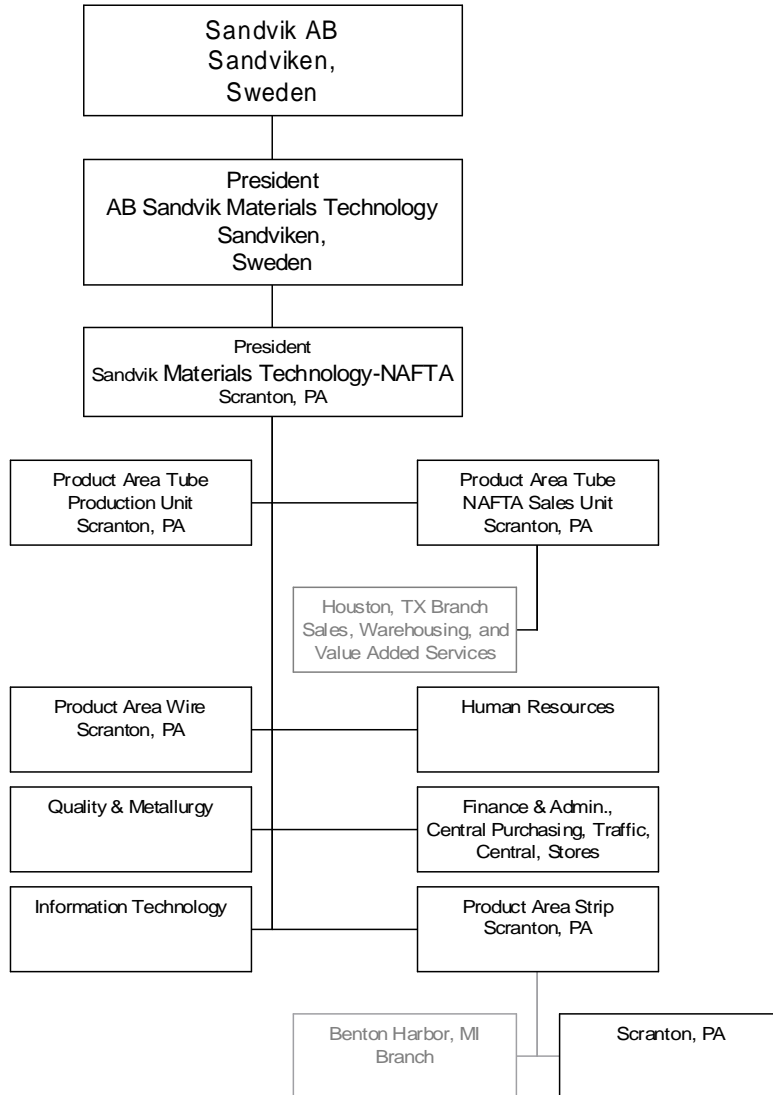 Sandvik AB
Sandviken,
Sweden
President
AB Sandvik Materials Technology
Sandviken,
Sweden
President
Sandvik Materials Technology-NAFTA
Scranton, PA
Product Area Tube
Production Unit
Scranton, PA
Product Area Tube
NAFTA Sales Unit
Scranton, PA
Houston, TX Branch
Sales, Warehousing, and
Value Added Services
Product Area Wire
Scranton, PA
Human Resources
Quality & Metallurgy
Finance & Admin.,
Central Purchasing, Traffic,
Central, Stores
Information Technology
Product Area Strip
Scranton, PA
Benton Harbor, MI
Branch
Scranton, PA